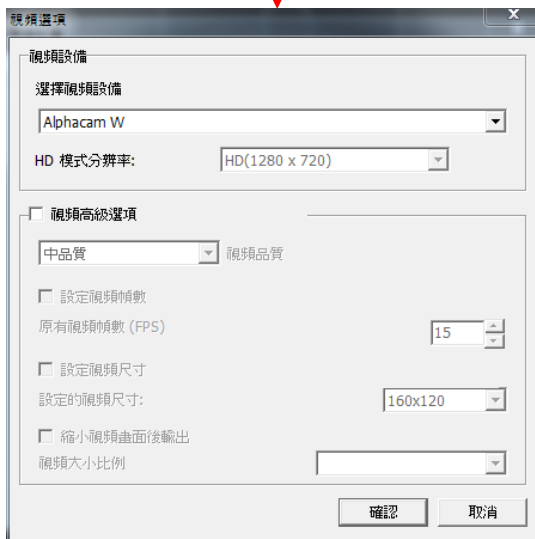 視頻選項
x
視頻設備
選擇視頻設備
Alphacam W
HD 模式分辨率: HD(1280 x 720)
視頻高級選項
中品質 視頻品質
設定視頻幀數
原有視頻幀數 (FPS) 15
設定視頻尺寸
設定的視頻尺寸: 160x120
縮小視頻畫面後輸出
視頻大小比例
確認 取消